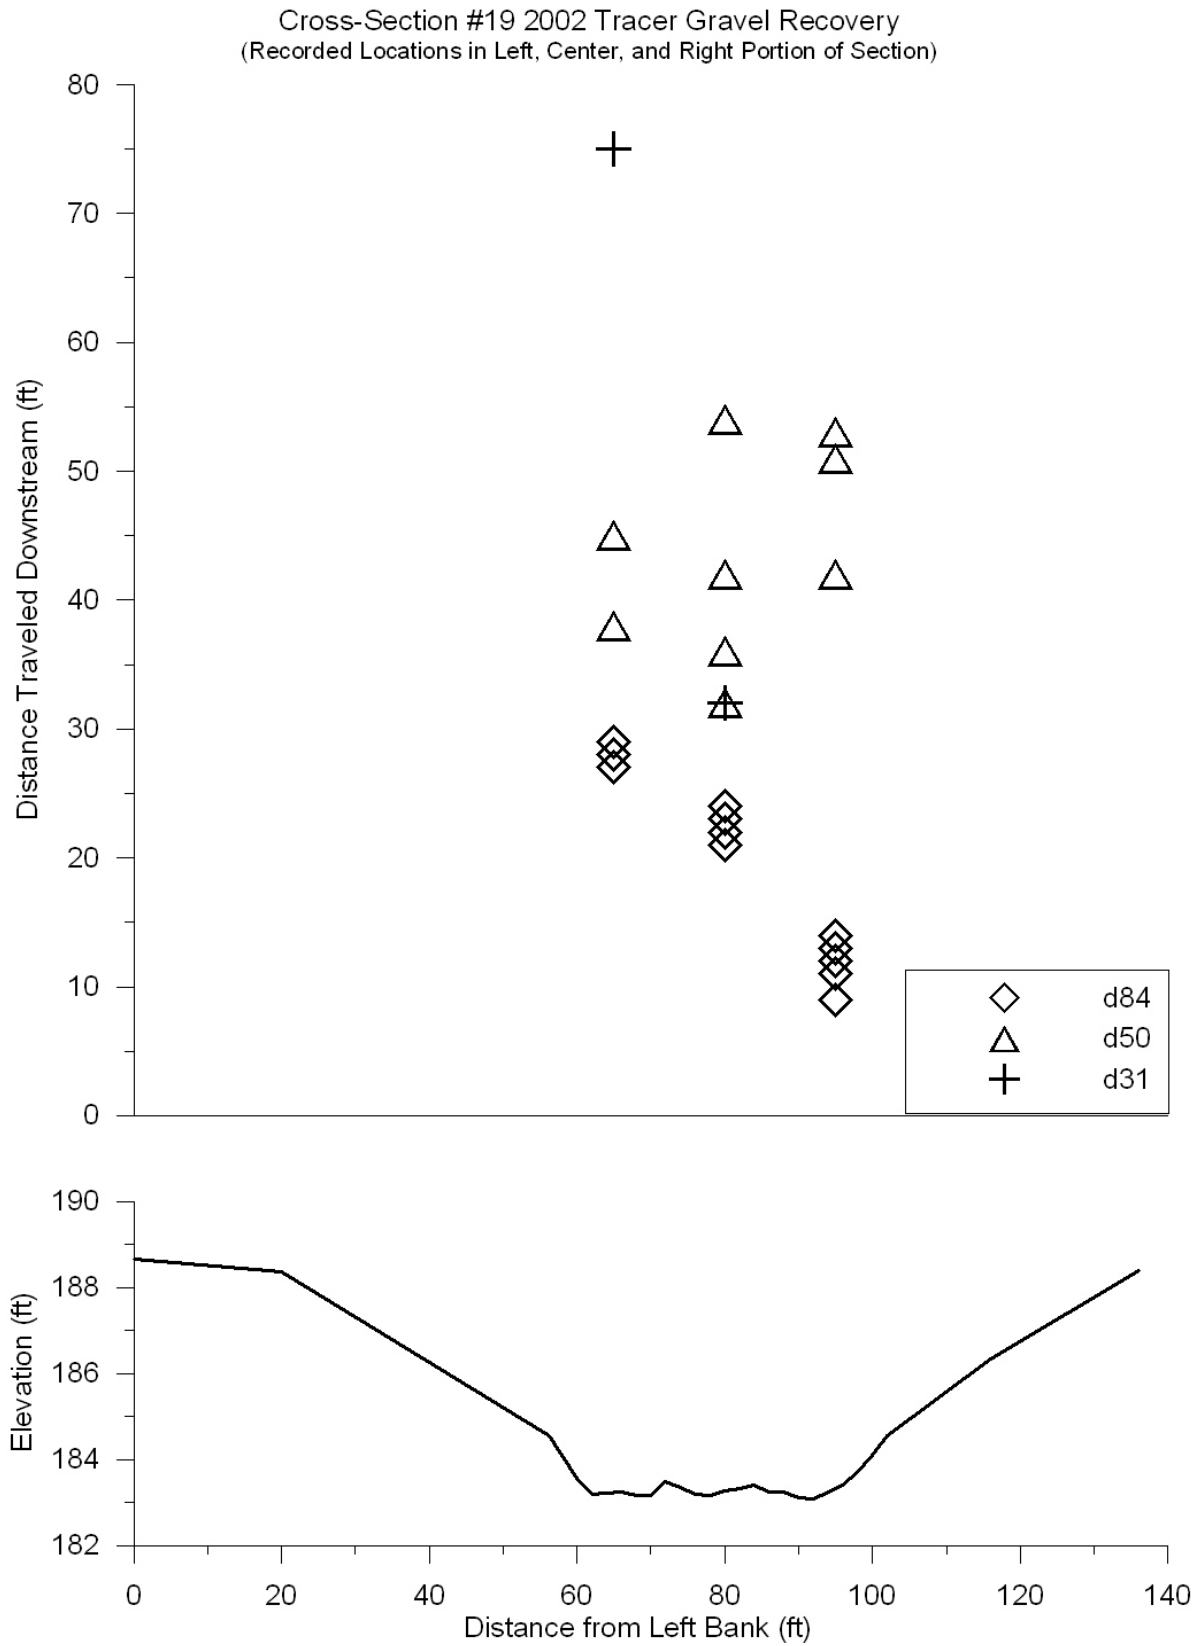 Cross-Section #19 2002 Tracer Gravel Recovery
(Recorded Locations in Left, Center, and Right Portion of Section)
Distance Traveled Downstream (ft)
80
70
60
50
40
30
20
10
0
d84
d50
d31
Elevation (ft)
190
188
186
184
182
0 20 40 60 80 100 120 140
Distance from Left Bank (ft)